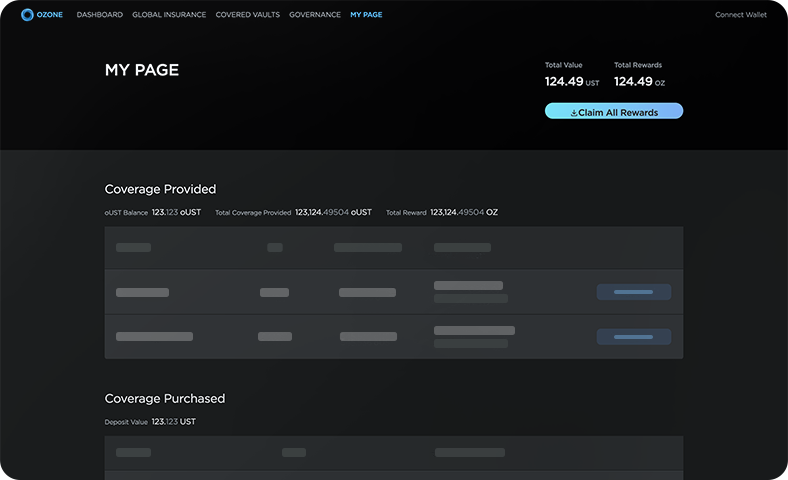 OZONE DASHBOARD GLOBAL INSURANCE COVERED VAULTS GOVERNANCE MY PAGE Connect Wallet
MY PAGE
Total Value Total Rewards
124.49 UST 124.49 OZ
Claim All Rewards
Coverage Provided
oUST Balance 123.123 oUST Total Coverage Provided 123,124.49504 oUST Total Reward 123,124.49504 OZ
Coverage Purchased
Deposit Value 123.123 UST